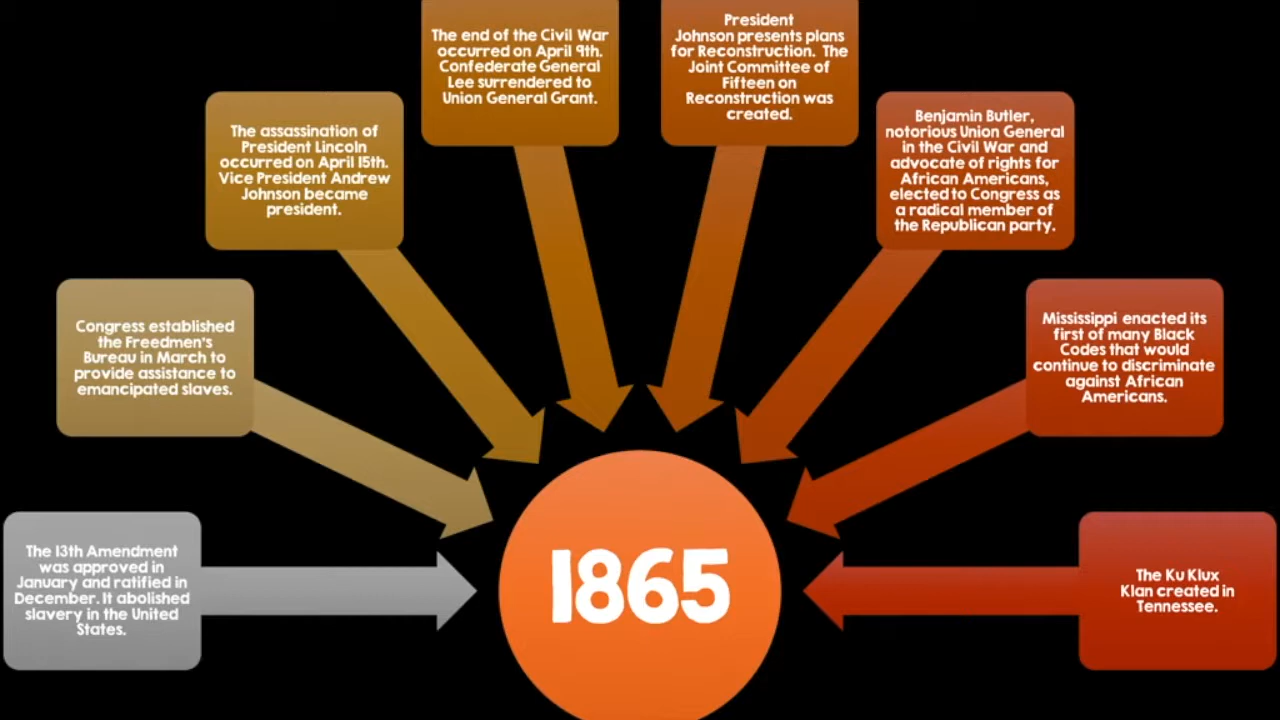 The 13th Amendment
was approved in
January and ratified in
December. It abolished
slavery in the United
States.
Congress established
the Freedmen's
Bureau in March to
provide assistance to
emancipated slaves.
The assassination of
President Lincoln
occurred on April 15th.
Vice President Andrew
Johnson became
president.
The end of the Civil War
occurred on April 9th.
Confederate General
Lee surrendered to
Union General Grant.
President
Johnson presents plans
for Reconstruction. The
Joint Committee of
Fifteen on
Reconstruction was
created.
Benjamin Butler,
notorious Union General
in the Civil War and
advocate of rights for
African Americans,
elected to Congress as
a radical member of
the Republican party.
Mississippi enacted its
first of many Black
Codes that would
continue to discriminate
against African
Americans.
The Ku Klux
Klan created in
Tennessee.
1865